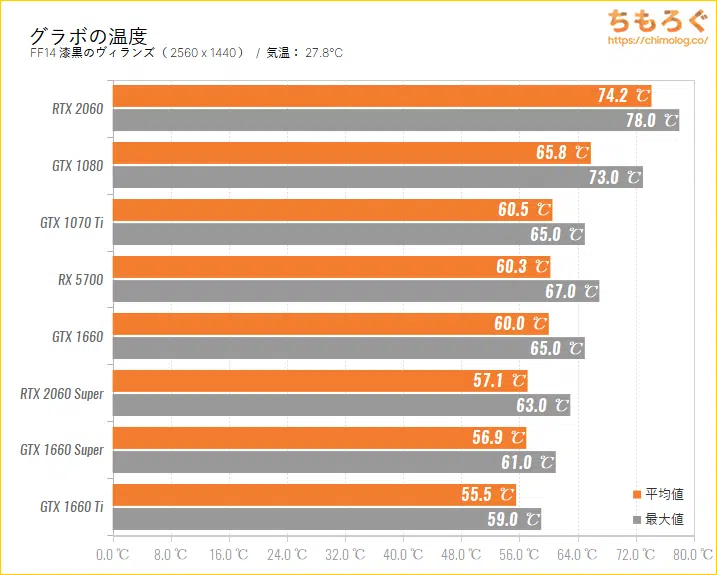 グラボの温度
ちもろぐ
https://chimolog.co/
FF14 漆黒のヴィランズ（2560 x 1440） / 気温： 27.8℃
RTX 2060
74.2 ℃
78.0 ℃
GTX 1080
65.8 ℃
73.0 ℃
GTX 1070 Ti
60.5 ℃
65.0 ℃
RX 5700
60.3 ℃
67.0 ℃
GTX 1660
60.0 ℃
65.0 ℃
RTX 2060 Super
57.1 ℃
63.0 ℃
GTX 1660 Super
56.9 ℃
61.0 ℃
GTX 1660 Ti
55.5 ℃
59.0 ℃
平均値
最大値
0.0 ℃ 8.0 ℃ 16.0 ℃ 24.0 ℃ 32.0 ℃ 40.0 ℃ 48.0 ℃ 56.0 ℃ 64.0 ℃ 72.0 ℃ 80.0 ℃